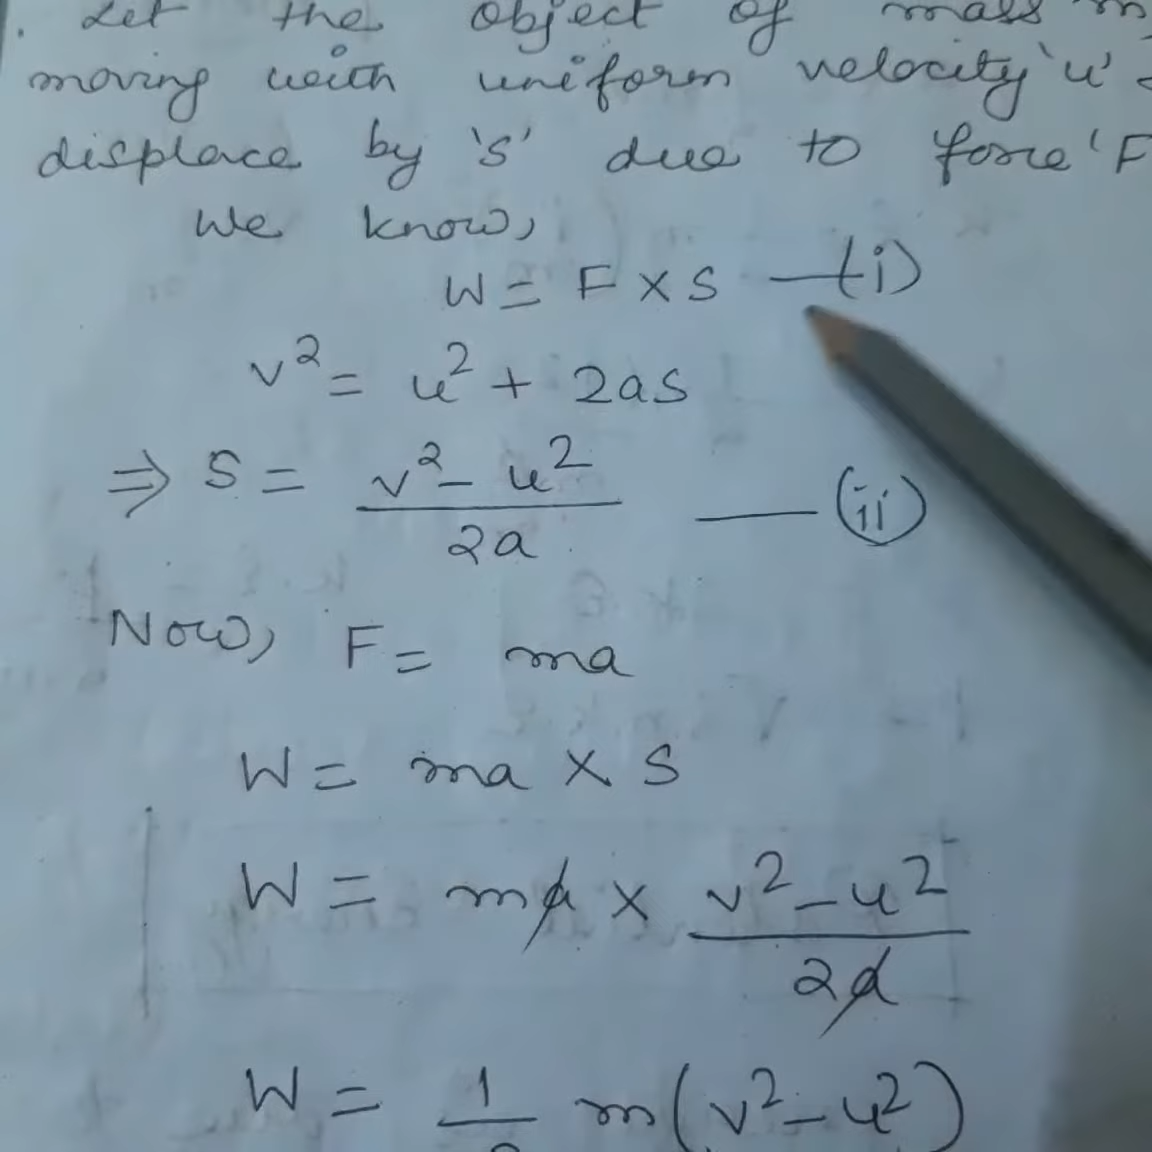 . Let the object of mass m
moving with uniform velocity 'u'
displace by 's' due to force 'F
We know,
W = F × S —(i)
v² = u² + 2as
⇒ S = v² - u² / 2a —(ii)
Now, F = ma
W = ma × S
W = ma × v² - u² / 2a
W = 1 m(v² - u²)